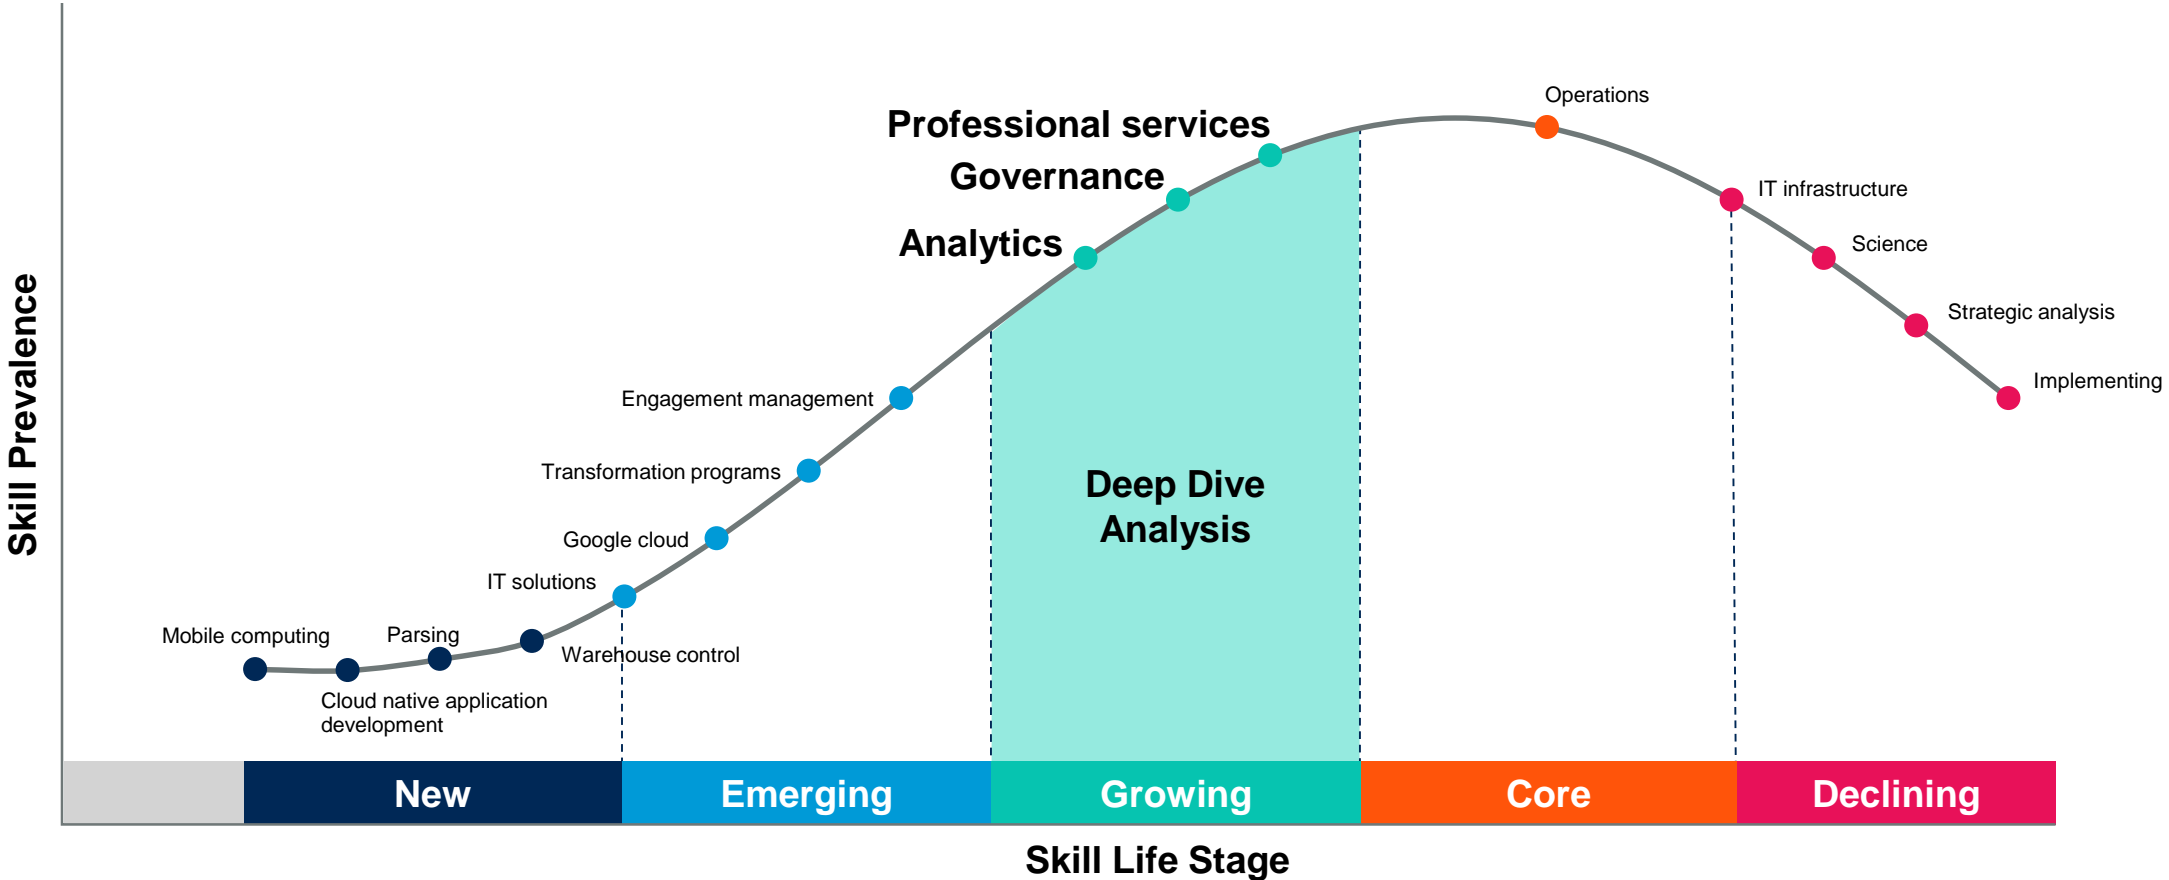 Operations
Professional services
Governance
IT infrastructure
Analytics
Science
Strategic analysis
Implementing
Engagement management
Transformation programs
Deep Dive
Analysis
Google cloud
IT solutions
Mobile computing
Parsing
Warehouse control
Cloud native application
development
Skill Prevalence
New
Emerging
Growing
Core
Declining
Skill Life Stage